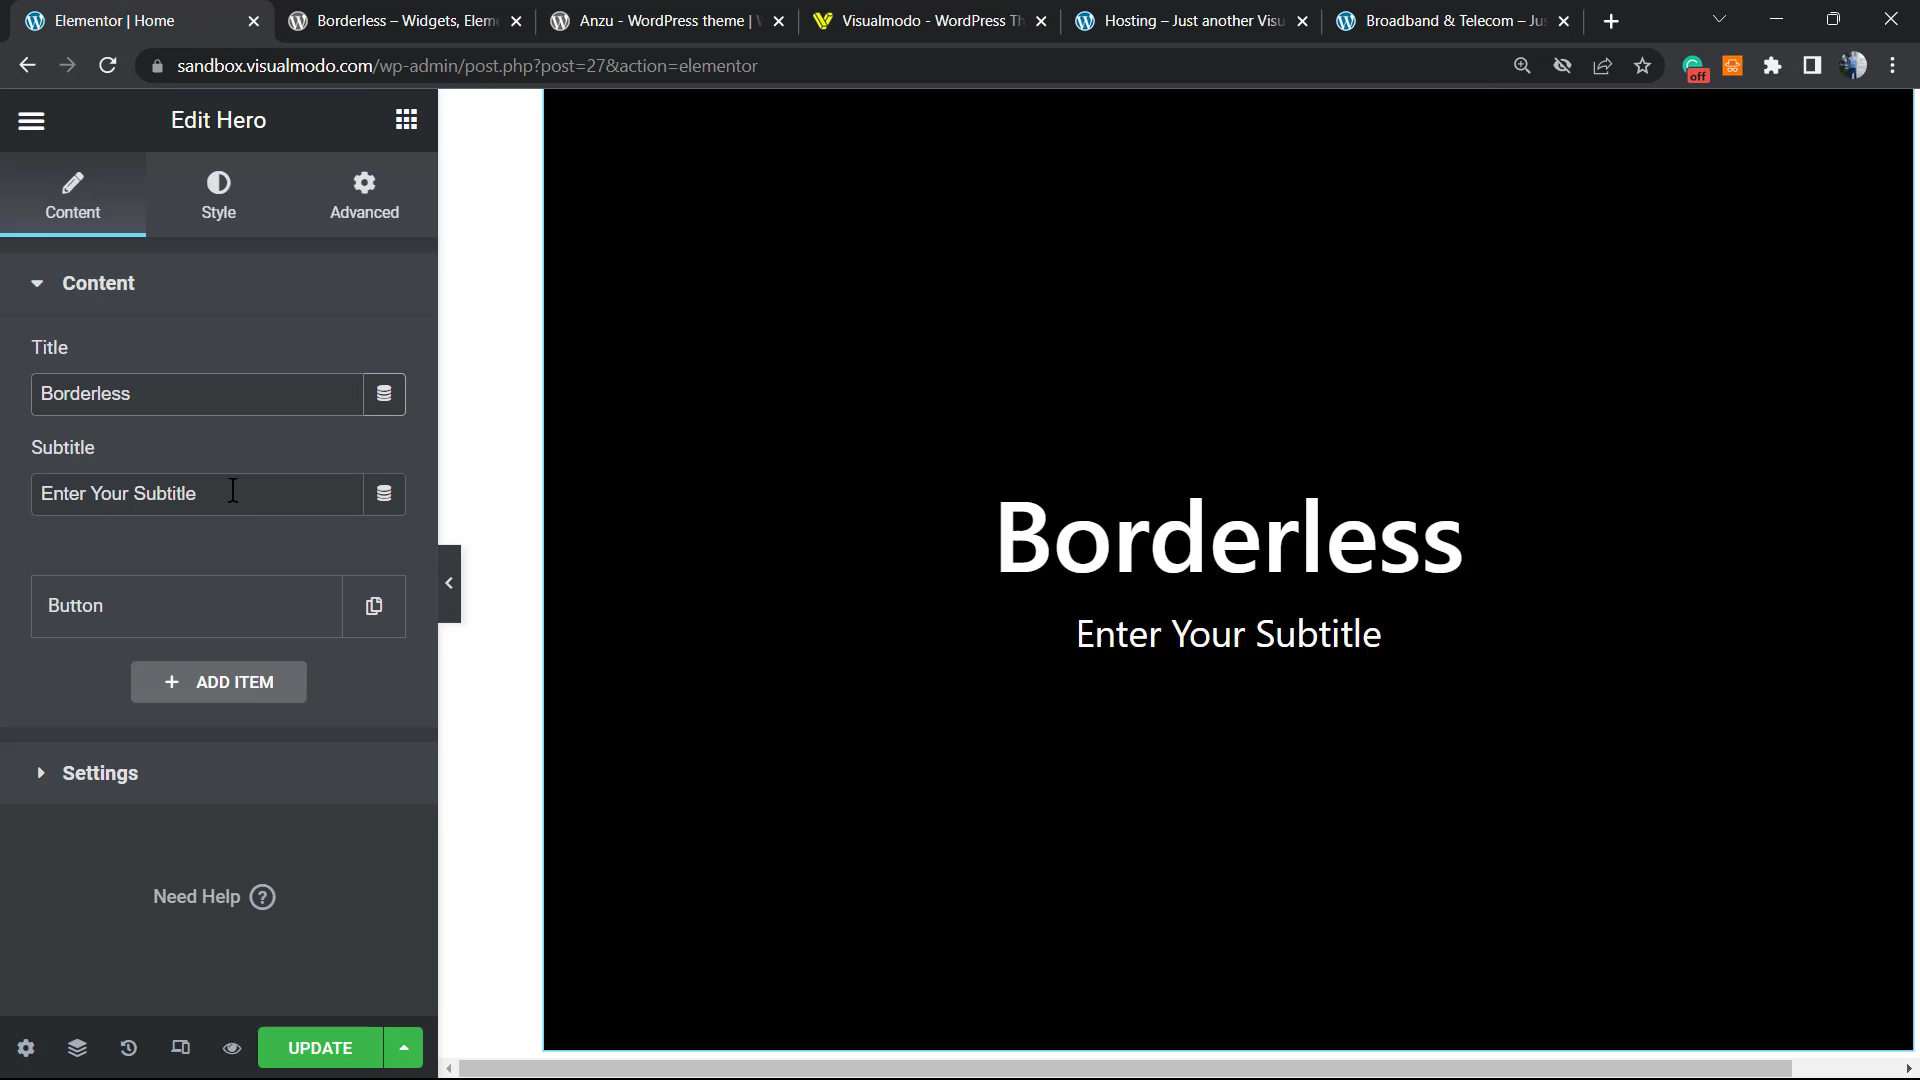 Elementor | Home
Borderless – Widgets, Elem
Anzu - WordPress theme |
Visualmodo - WordPress Th
Hosting – Just another Visu
Broadband & Telecom – Jus
sandbox.visualmodo.com/wp-admin/post.php?post=27&action=elementor
off
Edit Hero
Content
Style
Advanced
Content
Title
Borderless
Subtitle
Enter Your Subtitle
Button
+ ADD ITEM
Settings
Need Help ?
UPDATE
Borderless
Enter Your Subtitle